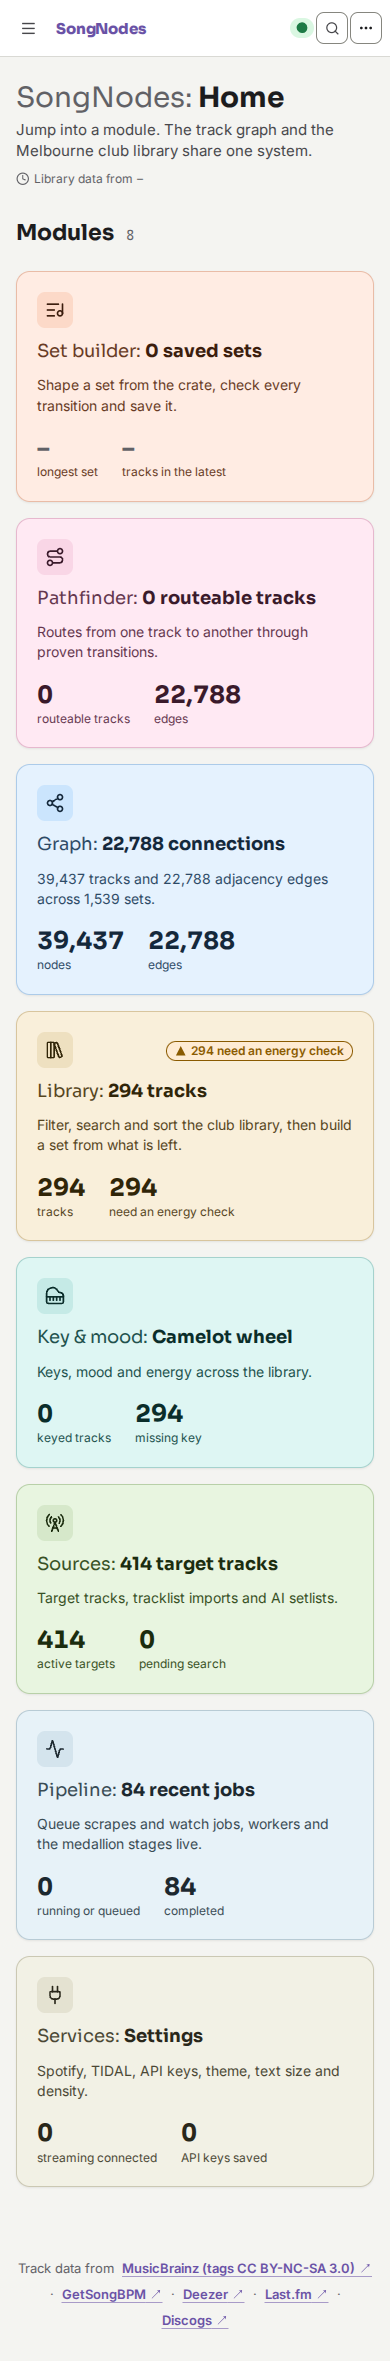 SongNodes
SongNodes: Home
Jump into a module. The track graph and the
Melbourne club library share one system.
Library data from –
Modules 8
Set builder: 0 saved sets
Shape a set from the crate, check every
transition and save it.
– –
longest set tracks in the latest
Pathfinder: 0 routeable tracks
Routes from one track to another through
proven transitions.
0 22,788
routeable tracks edges
Graph: 22,788 connections
39,437 tracks and 22,788 adjacency edges
across 1,539 sets.
39,437 22,788
nodes edges
294 need an energy check
Library: 294 tracks
Filter, search and sort the club library, then build
a set from what is left.
294 294
tracks need an energy check
Key & mood: Camelot wheel
Keys, mood and energy across the library.
0 294
keyed tracks missing key
Sources: 414 target tracks
Target tracks, tracklist imports and AI setlists.
414 0
active targets pending search
Pipeline: 84 recent jobs
Queue scrapes and watch jobs, workers and
the medallion stages live.
0 84
running or queued completed
Services: Settings
Spotify, TIDAL, API keys, theme, text size and
density.
0 0
streaming connected API keys saved
Track data from MusicBrainz (tags CC BY-NC-SA 3.0) ↗
· GetSongBPM ↗ · Deezer ↗ · Last.fm ↗ ·
Discogs ↗